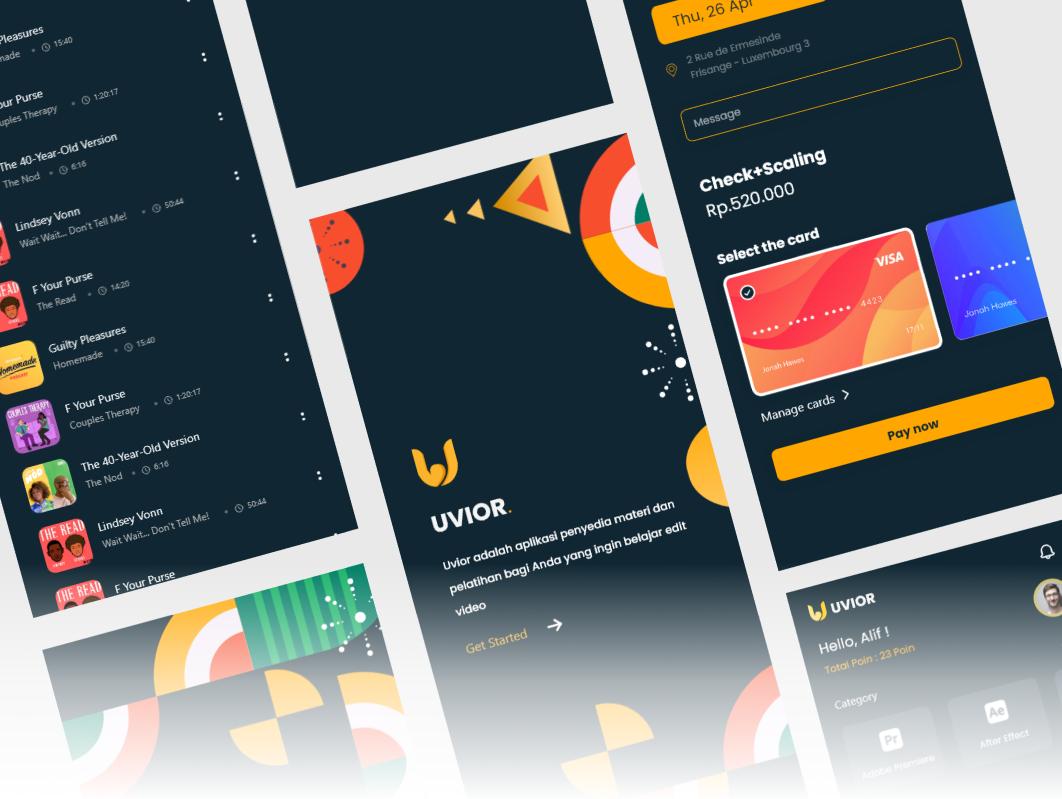 Pleasures
made • 15:40
Your Purse
uples Therapy • 1:20:17
The 40-Year-Old Version
The Nod • 6:16
Lindsey Vonn
Wait Wait... Don't Tell Me! • 50:44
F Your Purse
The Read • 14:20
Guilty Pleasures
Homemade • 15:40
Homemade
F Your Purse
Couples Therapy • 1:20:17
COUPLES THERAPY
The 40-Year-Old Version
The Nod • 6:16
Lindsey Vonn
Wait Wait... Don't Tell Me! • 50:44
THE READ
F Your Purse
THE READ
UVIOR.
Uvior adalah aplikasi penyedia materi dan
pelatihan bagi Anda yang ingin belajar edit
video
Get Started
Thu, 26 Apr
2 Rue de Ermesinde
Frisange - Luxembourg 3
Message
Check+Scaling
Rp.520.000
Select the card
VISA
•••• •••• •••• 4423
Jonah Hawes
17/11
•••• •••• •
Jonah Hawes
Manage cards
Pay now
UVIOR
Hello, Alif !
Total Poin : 23 Poin
Category
Pr
Adobe Premiere
Ae
After Effect